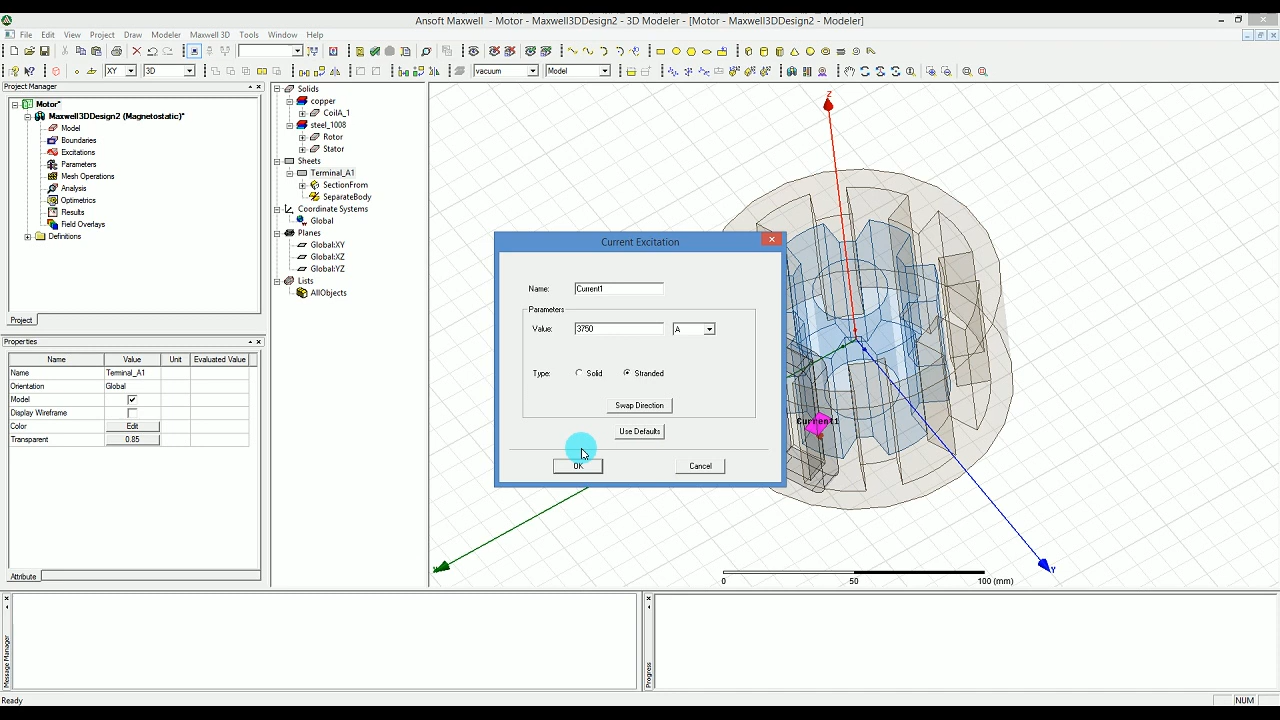 Ansoft Maxwell - Motor - Maxwell3DDesign2 - 3D Modeler - [Motor - Maxwell3DDesign2 - Modeler]
File Edit View Project Draw Modeler Maxwell 3D Tools Window Help
XY 3D vacuum Model
Project Manager
Motor*
Maxwell3DDesign2 (Magnetostatic)*
Model
Boundaries
Excitations
Parameters
Mesh Operations
Analysis
Optimetrics
Results
Field Overlays
Definitions
Project
Properties
Name Value Unit Evaluated Value
Name Terminal_A1
Orientation Global
Model
Display Wireframe
Color Edit
Transparent 0.85
Attribute
Solids
copper
CoilA_1
steel_1008
Rotor
Stator
Sheets
Terminal_A1
SectionFrom
SeparateBody
Coordinate Systems
Global
Planes
Global:XY
Global:XZ
Global:YZ
Lists
AllObjects
Current Excitation
Name: Current1
Parameters
Value: 3750 A
Type: Solid Stranded
Swap Direction
Use Defaults
OK Cancel
Z
Current1
Y
0 50 100 (mm)
Message Manager
Progress
Ready
NUM